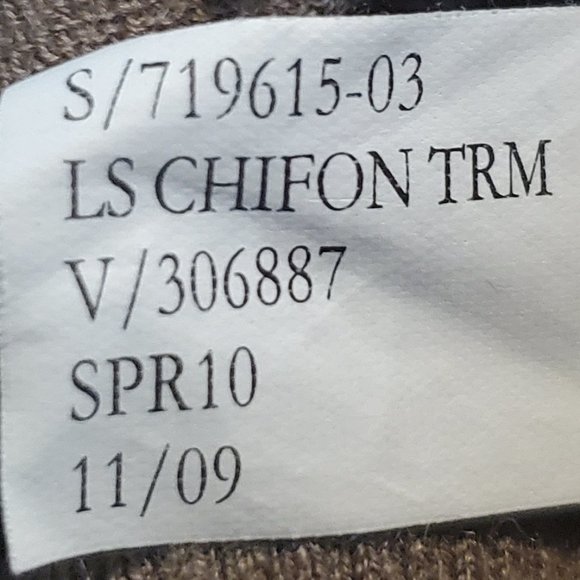 S/719615-03
LS CHIFON TRM
V/306887
SPR10
11/09